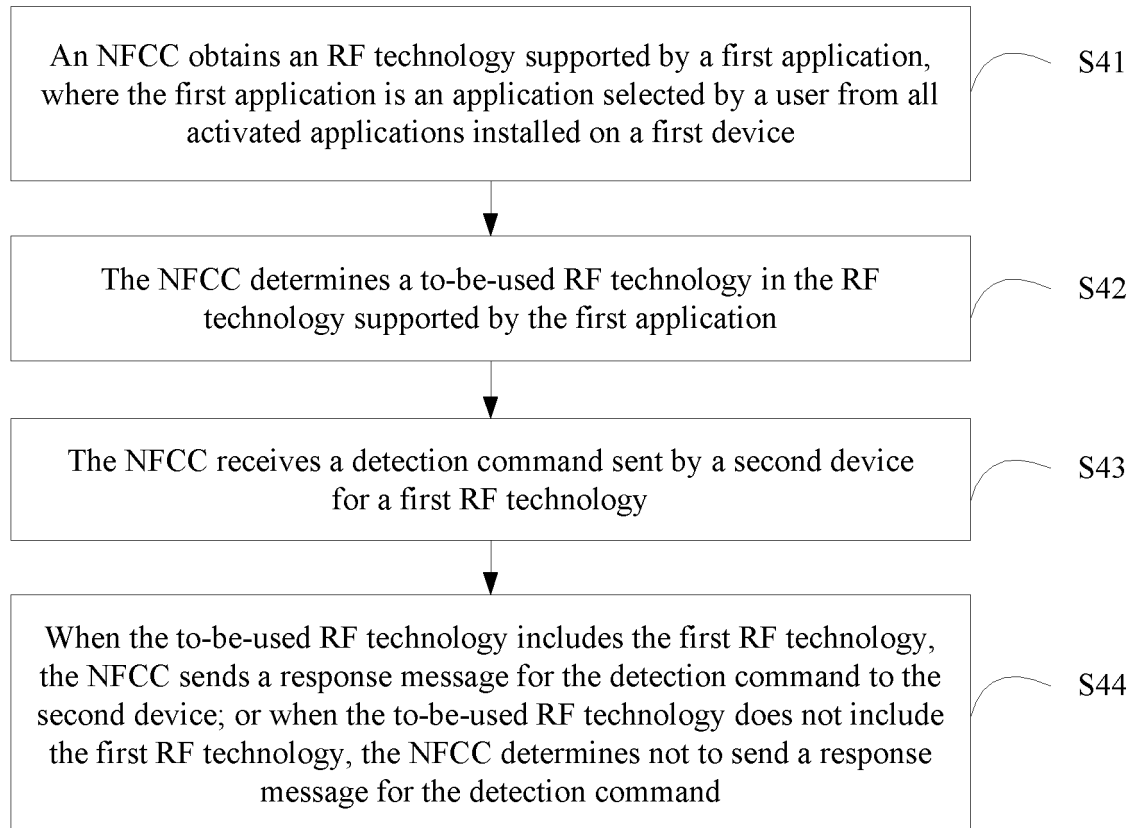 An NFCC obtains an RF technology supported by a first application,
where the first application is an application selected by a user from all
activated applications installed on a first device
S41
The NFCC determines a to-be-used RF technology in the RF
technology supported by the first application
S42
The NFCC receives a detection command sent by a second device
for a first RF technology
S43
When the to-be-used RF technology includes the first RF technology,
the NFCC sends a response message for the detection command to the
second device; or when the to-be-used RF technology does not include
the first RF technology, the NFCC determines not to send a response
message for the detection command
S44